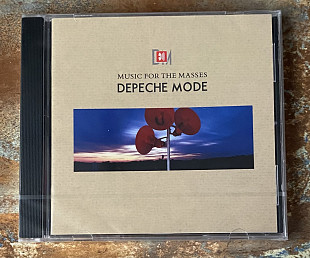 MUSIC FOR THE MASSES
DEPECHE MODE